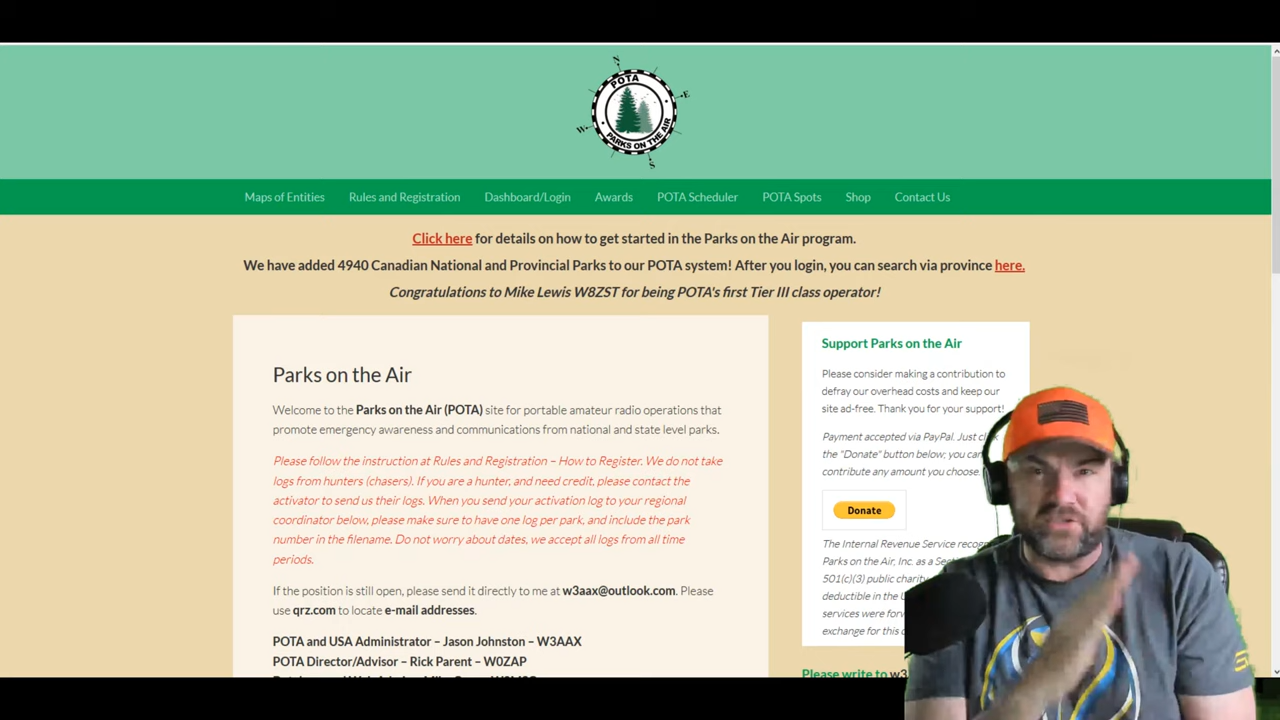 N
POTA
W
E
PARKS ON THE AIR
S
Maps of Entities Rules and Registration Dashboard/Login Awards POTA Scheduler POTA Spots Shop Contact Us
Click here for details on how to get started in the Parks on the Air program.
We have added 4940 Canadian National and Provincial Parks to our POTA system! After you login, you can search via province here.
Congratulations to Mike Lewis W8ZST for being POTA's first Tier III class operator!
Parks on the Air
Welcome to the Parks on the Air (POTA) site for portable amateur radio operations that
promote emergency awareness and communications from national and state level parks.
Please follow the instruction at Rules and Registration – How to Register. We do not take
logs from hunters (chasers). If you are a hunter, and need credit, please contact the
activator to send us their logs. When you send your activation log to your regional
coordinator below, please make sure to have one log per park, and include the park
number in the filename. Do not worry about dates, we accept all logs from all time
periods.
If the position is still open, please send it directly to me at w3aax@outlook.com. Please
use qrz.com to locate e-mail addresses.
POTA and USA Administrator – Jason Johnston – W3AAX
POTA Director/Advisor – Rick Parent – W0ZAP
Support Parks on the Air
Please consider making a contribution to
defray our overhead costs and keep our
site ad-free. Thank you for your support!
Payment accepted via PayPal. Just
the "Donate" button below; you can
contribute any amount you choose.
Donate
The Internal Revenue Service
Parks on the Air, Inc. as a
501(c)(3) public charity
deductible in the
services were
exchange for this
Please write to